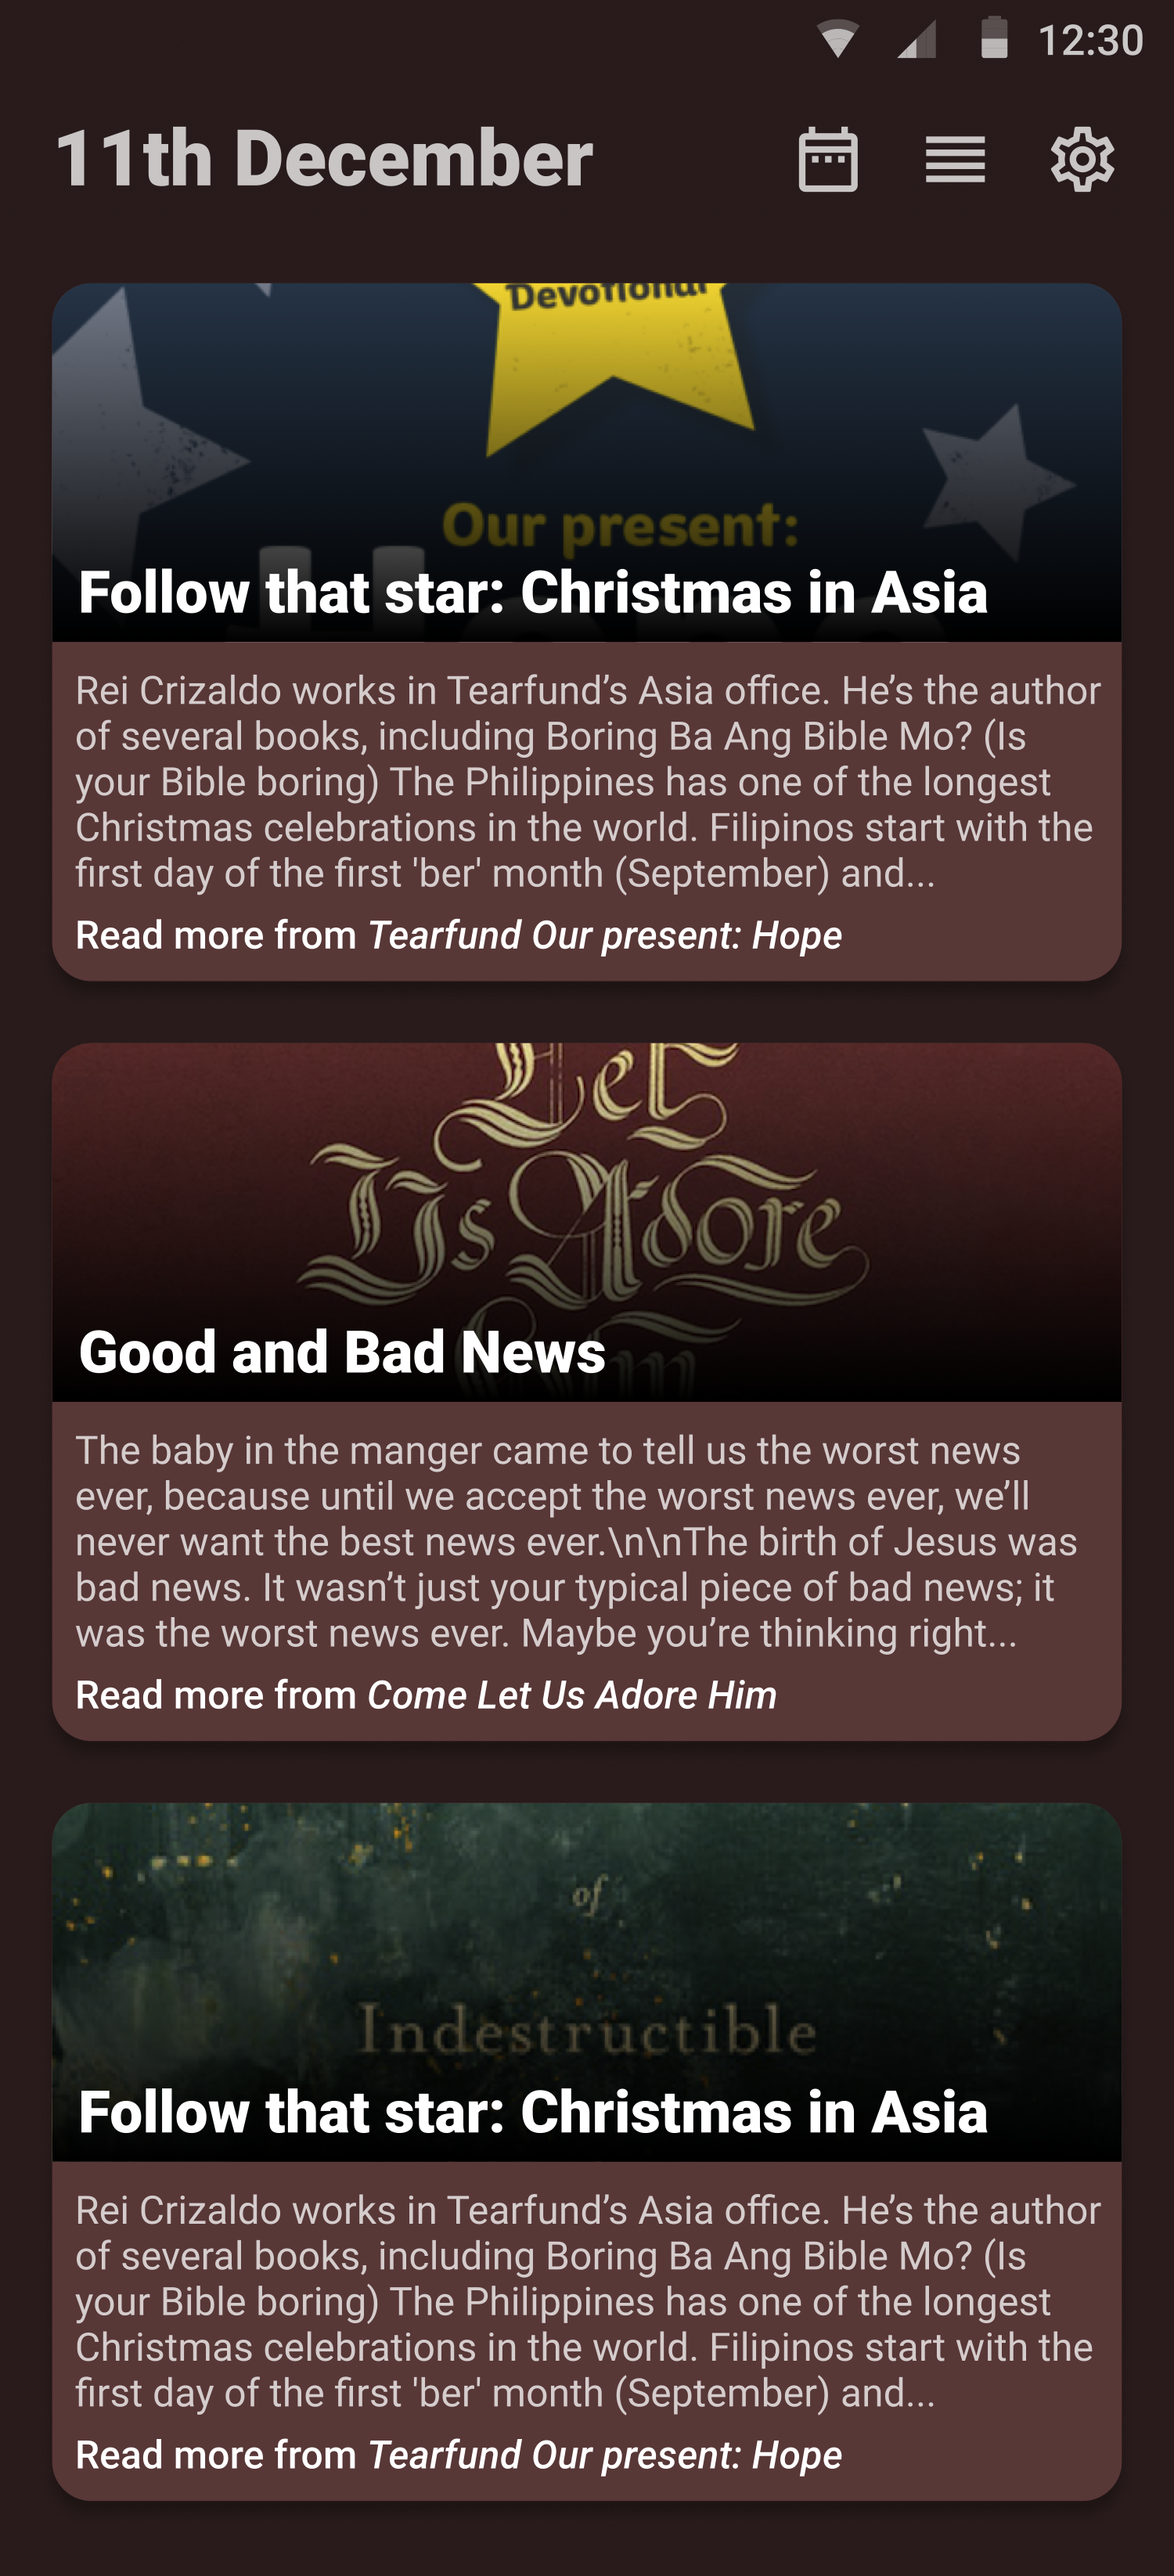 12:30
11th December
Devotional
Our present:
Follow that star: Christmas in Asia
Rei Crizaldo works in Tearfund’s Asia office. He’s the author
of several books, including Boring Ba Ang Bible Mo? (Is
your Bible boring) The Philippines has one of the longest
Christmas celebrations in the world. Filipinos start with the
first day of the first 'ber' month (September) and...
Read more from Tearfund Our present: Hope
Let
Us Adore
Good and Bad News
The baby in the manger came to tell us the worst news
ever, because until we accept the worst news ever, we’ll
never want the best news ever.\n\nThe birth of Jesus was
bad news. It wasn’t just your typical piece of bad news; it
was the worst news ever. Maybe you’re thinking right...
Read more from Come Let Us Adore Him
of
Indestructible
Follow that star: Christmas in Asia
Rei Crizaldo works in Tearfund’s Asia office. He’s the author
of several books, including Boring Ba Ang Bible Mo? (Is
your Bible boring) The Philippines has one of the longest
Christmas celebrations in the world. Filipinos start with the
first day of the first 'ber' month (September) and...
Read more from Tearfund Our present: Hope